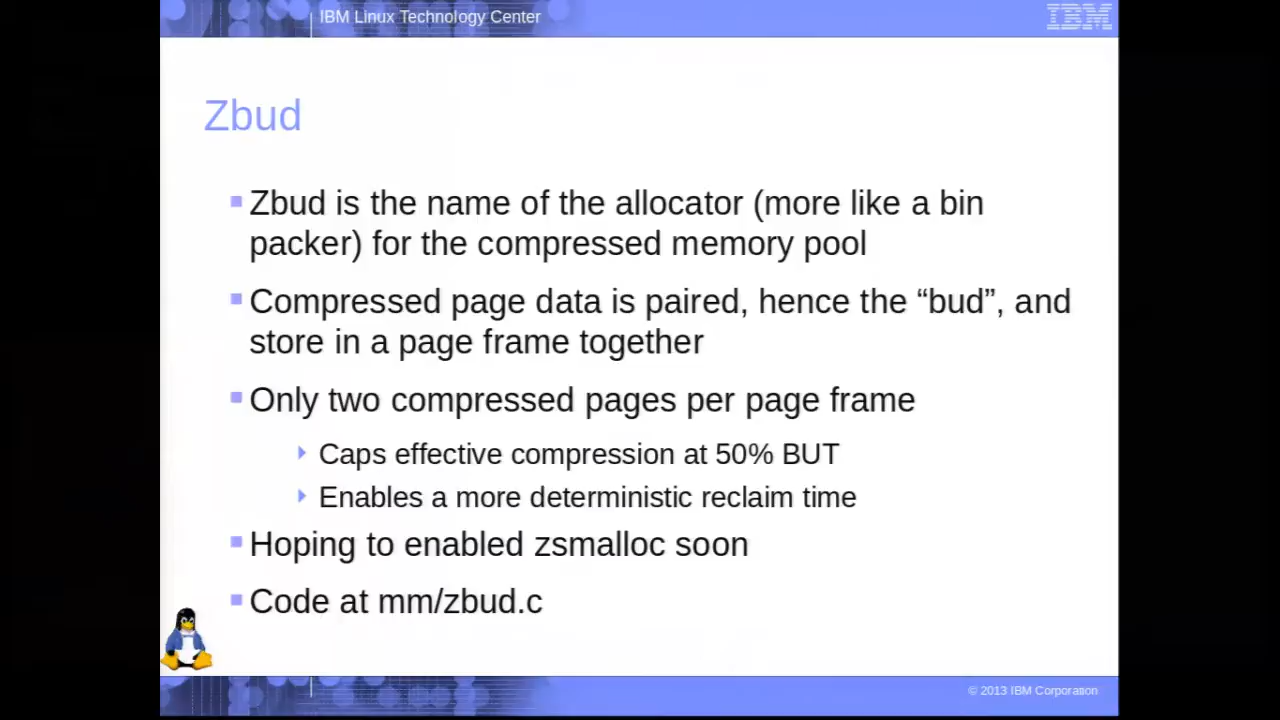 IBM Linux Technology Center
IBM
Zbud
Zbud is the name of the allocator (more like a bin
packer) for the compressed memory pool
Compressed page data is paired, hence the “bud”, and
store in a page frame together
Only two compressed pages per page frame
Caps effective compression at 50% BUT
Enables a more deterministic reclaim time
Hoping to enabled zsmalloc soon
Code at mm/zbud.c
© 2013 IBM Corporation